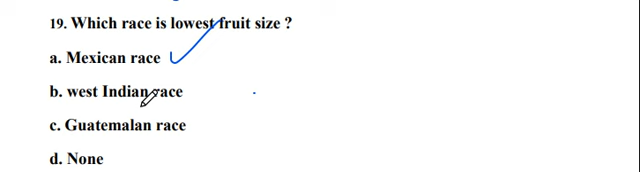 19. Which race is lowest fruit size ?
a. Mexican race
b. west Indian race
c. Guatemalan race
d. None